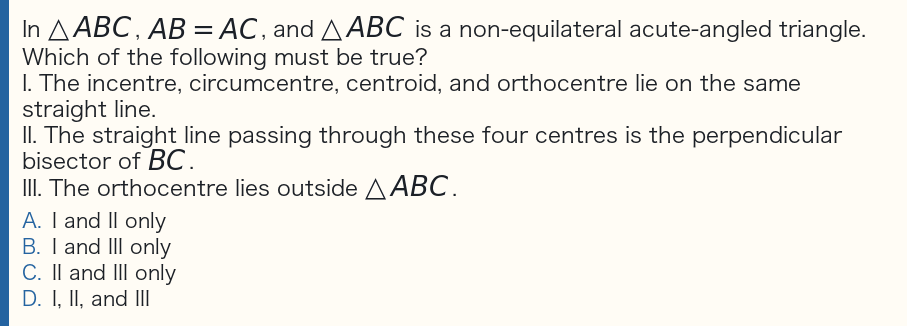 In △ABC, AB = AC, and △ABC is a non-equilateral acute-angled triangle.
Which of the following must be true?
I. The incentre, circumcentre, centroid, and orthocentre lie on the same
straight line.
II. The straight line passing through these four centres is the perpendicular
bisector of BC.
III. The orthocentre lies outside △ABC.
A. I and II only
B. I and III only
C. II and III only
D. I, II, and III